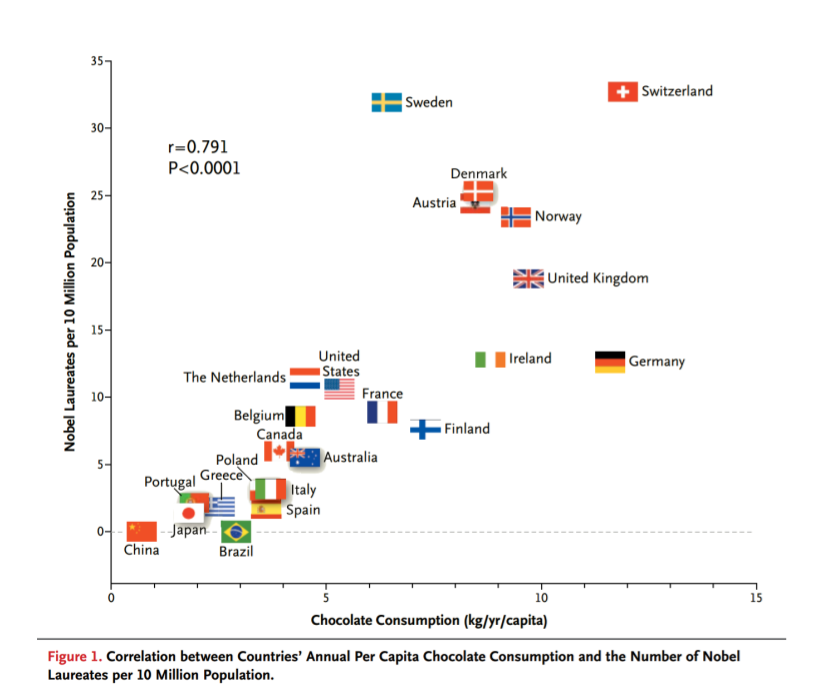 35
Switzerland
Sweden
30
r=0.791
P<0.0001
Denmark
25
Austria
Norway
20
United Kingdom
15
United
States
Ireland
Germany
The Netherlands
10
France
Belgium
Finland
Canada
Australia
5
Poland
Greece
Portugal
Italy
Spain
0
Japan
China
Brazil
Nobel Laureates per 10 Million Population
0
5
10
15
Chocolate Consumption (kg/yr/capita)
Figure 1. Correlation between Countries’ Annual Per Capita Chocolate Consumption and the Number of Nobel
Laureates per 10 Million Population.